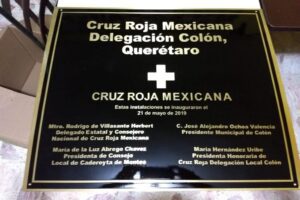 Cruz Roja Mexicana
Delegación Colón,
Querétaro
CRUZ ROJA MEXICANA
Estas instalaciones se inauguraron el
21 de mayo de 2019
Mtro. Rodrigo de Villasante Herbert
Delegado Estatal y Consejero
Nacional de Cruz Roja Mexicana
C. Jose Alejandro Ochoa Valencia
Presidente Municipal de Colón
María de la Luz Abrego Chavez
Presidenta de Consejo
Local de Cadereyta de Montes
María Hernández Uribe
Presidenta Honoraria de
Cruz Roja Delegación Local Colón